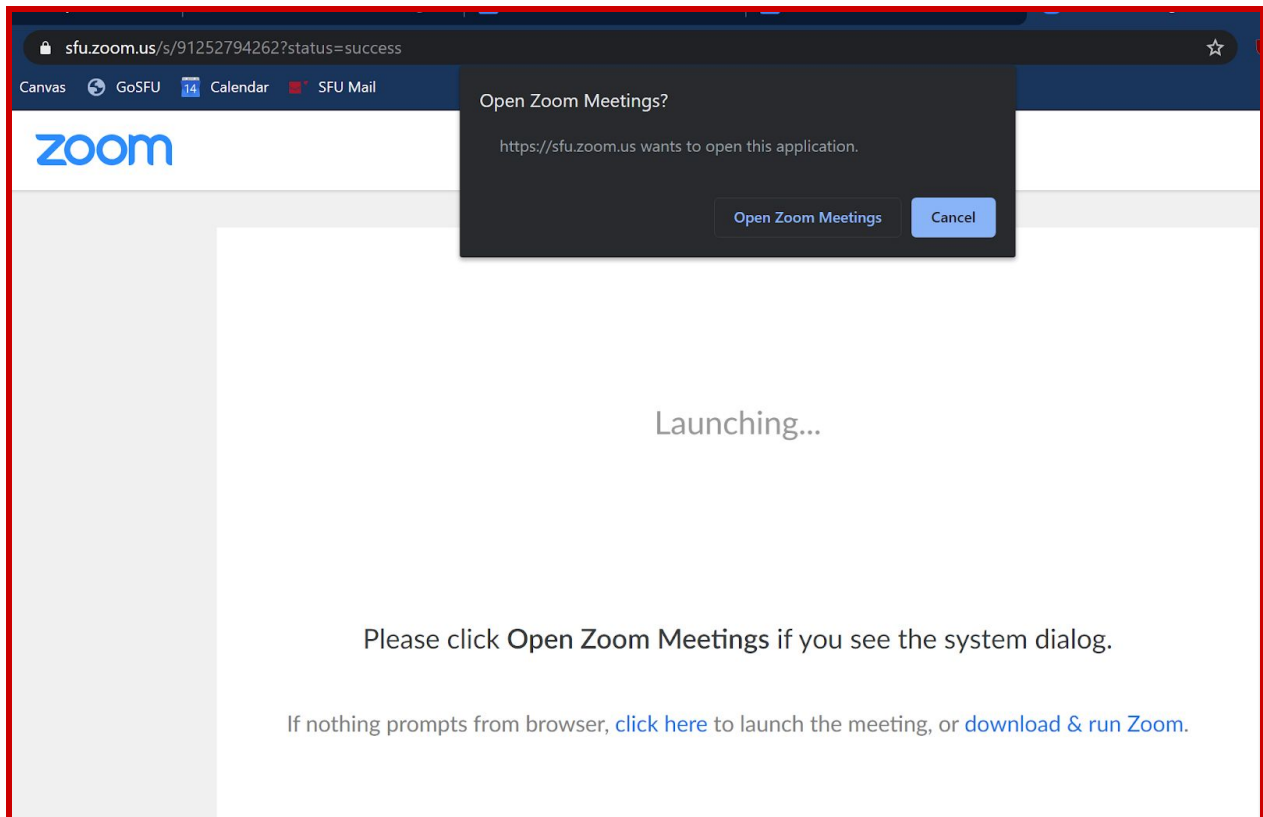 sfu.zoom.us/s/91252794262?status=success
Canvas GoSFU 14 Calendar SFU Mail
Open Zoom Meetings?
zoom
https://sfu.zoom.us wants to open this application.
Open Zoom Meetings Cancel
Launching...
Please click Open Zoom Meetings if you see the system dialog.
If nothing prompts from browser, click here to launch the meeting, or download & run Zoom.